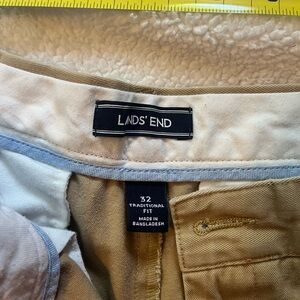 LANDS' END
32
TRADITIONAL
FIT
MADE IN
BANGLADESH